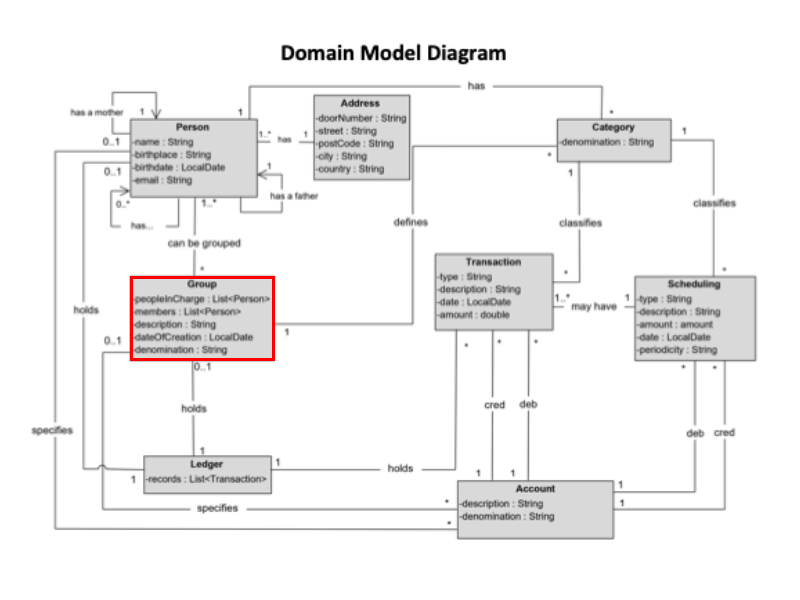 Domain Model Diagram
has
has a mother
1
1
*
0..1
Person
-name : String
-birthplace : String
-birthdate : LocalDate
-email : String
1..*
has
1
Address
-doorNumber : String
-street : String
-postCode : String
-city : String
-country : String
Category
-denomination : String
1
*
1
0..1
0..*
has...
1..*
1
has a father
can be grouped
*
defines
classifies
classifies
*
*
Group
-peopleInCharge : List<Person>
-members : List<Person>
-description : String
-dateOfCreation : LocalDate
-denomination : String
1
0..1
0..1
holds
Transaction
-type : String
-description : String
-date : LocalDate
-amount : double
1..*
may have
1
Scheduling
-type : String
-description : String
-amount : amount
-date : LocalDate
-periodicity : String
*
*
*
*
*
holds
cred
deb
deb
cred
specifies
1
Ledger
-records : List<Transaction>
1
1
holds
1
1
specifies
*
*
Account
-description : String
-denomination : String
1
1